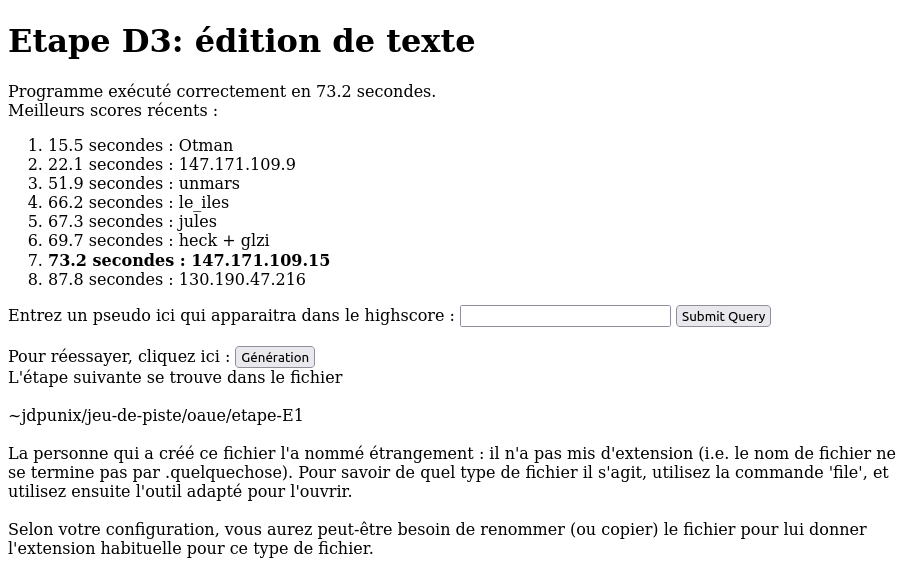 Etape D3: édition de texte
Programme exécuté correctement en 73.2 secondes.
Meilleurs scores récents :
1. 15.5 secondes : Otman
2. 22.1 secondes : 147.171.109.9
3. 51.9 secondes : unmars
4. 66.2 secondes : le_iles
5. 67.3 secondes : jules
6. 69.7 secondes : heck + glzi
7. 73.2 secondes : 147.171.109.15
8. 87.8 secondes : 130.190.47.216
Entrez un pseudo ici qui apparaitra dans le highscore : Submit Query
Pour réessayer, cliquez ici : Génération
L'étape suivante se trouve dans le fichier
~jdpunix/jeu-de-piste/oaue/etape-E1
La personne qui a créé ce fichier l'a nommé étrangement : il n'a pas mis d'extension (i.e. le nom de fichier ne
se termine pas par .quelquechose). Pour savoir de quel type de fichier il s'agit, utilisez la commande 'file', et
utilisez ensuite l'outil adapté pour l'ouvrir.
Selon votre configuration, vous aurez peut-être besoin de renommer (ou copier) le fichier pour lui donner
l'extension habituelle pour ce type de fichier.